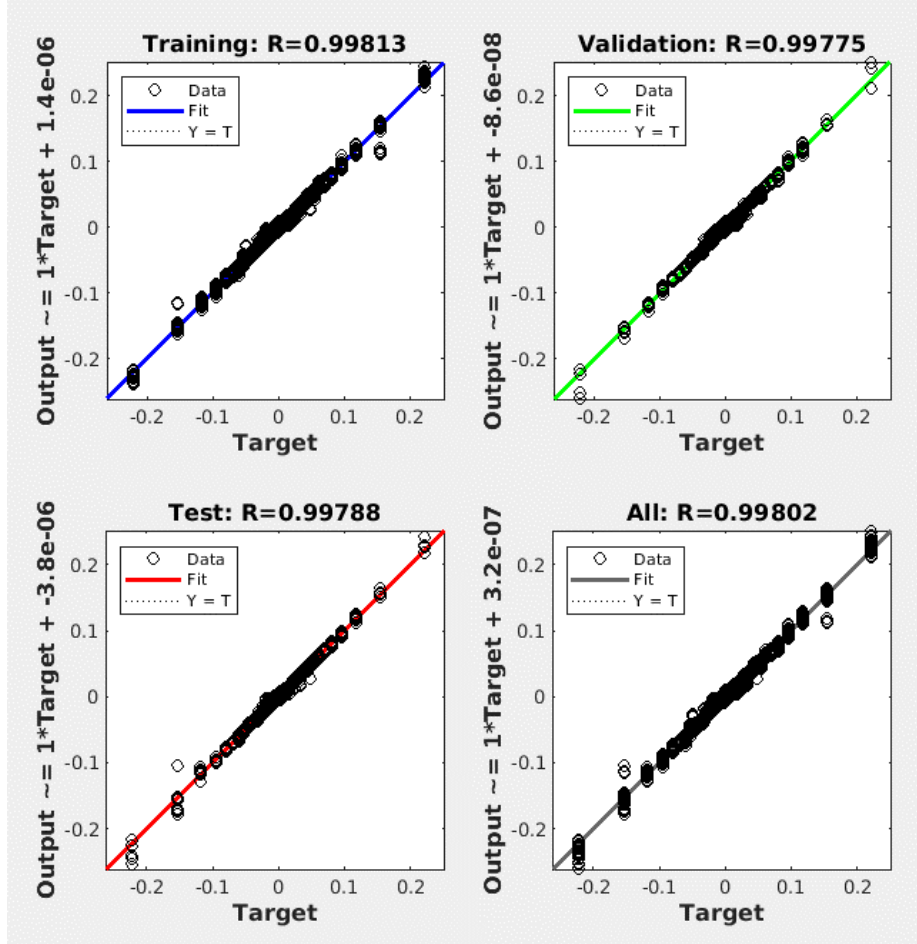 Training: R=0.99813
Output ~= 1*Target + 1.4e-06
Data
Fit
Y = T
0.2
0.1
0
-0.1
-0.2
-0.2 -0.1 0 0.1 0.2
Target
Validation: R=0.99775
Output ~= 1*Target + -8.6e-08
Data
Fit
Y = T
0.2
0.1
0
-0.1
-0.2
-0.2 -0.1 0 0.1 0.2
Target
Test: R=0.99788
Output ~= 1*Target + -3.8e-06
Data
Fit
Y = T
0.2
0.1
0
-0.1
-0.2
-0.2 -0.1 0 0.1 0.2
Target
All: R=0.99802
Output ~= 1*Target + 3.2e-07
Data
Fit
Y = T
0.2
0.1
0
-0.1
-0.2
-0.2 -0.1 0 0.1 0.2
Target